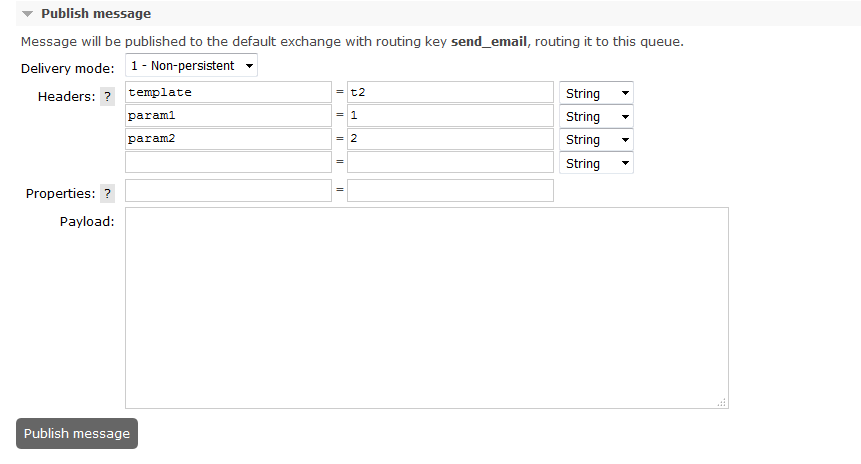 Publish message
Message will be published to the default exchange with routing key send_email, routing it to this queue.
Delivery mode: 1 - Non-persistent
Headers: ? template = t2 String
param1 = 1 String
param2 = 2 String
= String
Properties: ? =
Payload:
Publish message